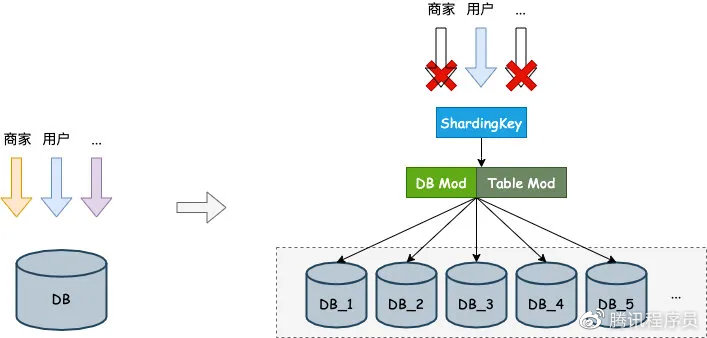 商家 用户 ...
DB
商家 用户 ...
ShardingKey
DB Mod Table Mod
DB_1 DB_2 DB_3 DB_4 DB_5 ...
@腾讯程序员